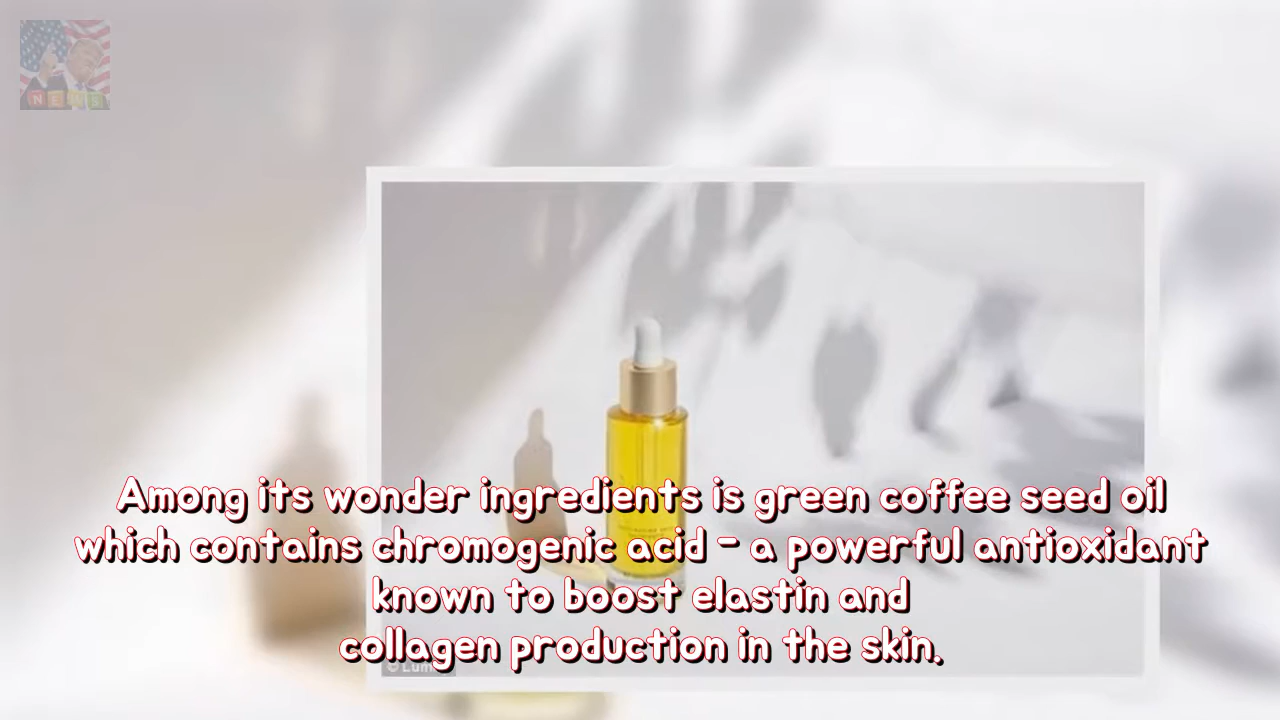 NEWS
Among its wonder ingredients is green coffee seed oil
which contains chromogenic acid - a powerful antioxidant
known to boost elastin and
collagen production in the skin.